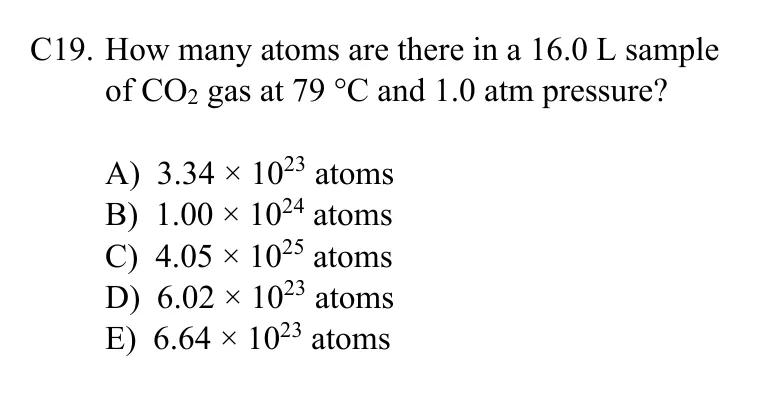 C19. How many atoms are there in a 16.0 L sample
of CO₂ gas at 79 °C and 1.0 atm pressure?
A) 3.34 × 10²³ atoms
B) 1.00 × 10²⁴ atoms
C) 4.05 × 10²⁵ atoms
D) 6.02 × 10²³ atoms
E) 6.64 × 10²³ atoms